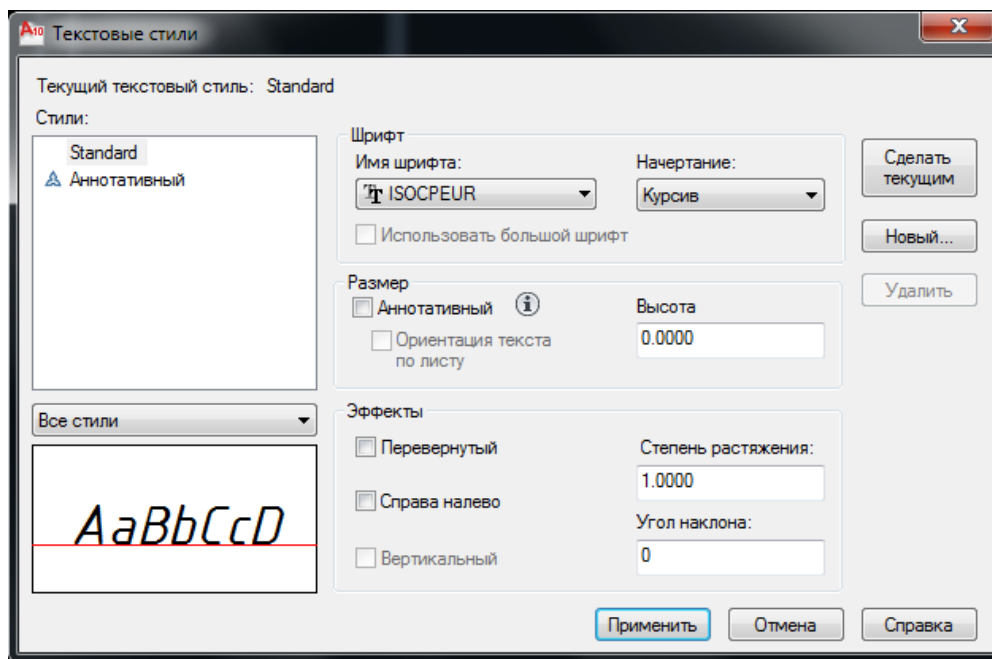 A10 Текстовые стили
Текущий текстовый стиль: Standard
Стили:
Standard
Аннотативный
Все стили
AaBbCcD
Шрифт
Имя шрифта:
Начертание:
ISOCPEUR
Курсив
Использовать большой шрифт
Размер
Аннотативный
Высота
Ориентация текста
по листу
0.0000
Эффекты
Перевернутый
Степень растяжения:
1.0000
Справа налево
Угол наклона:
Вертикальный
0
Сделать
текущим
Новый...
Удалить
Применить
Отмена
Справка